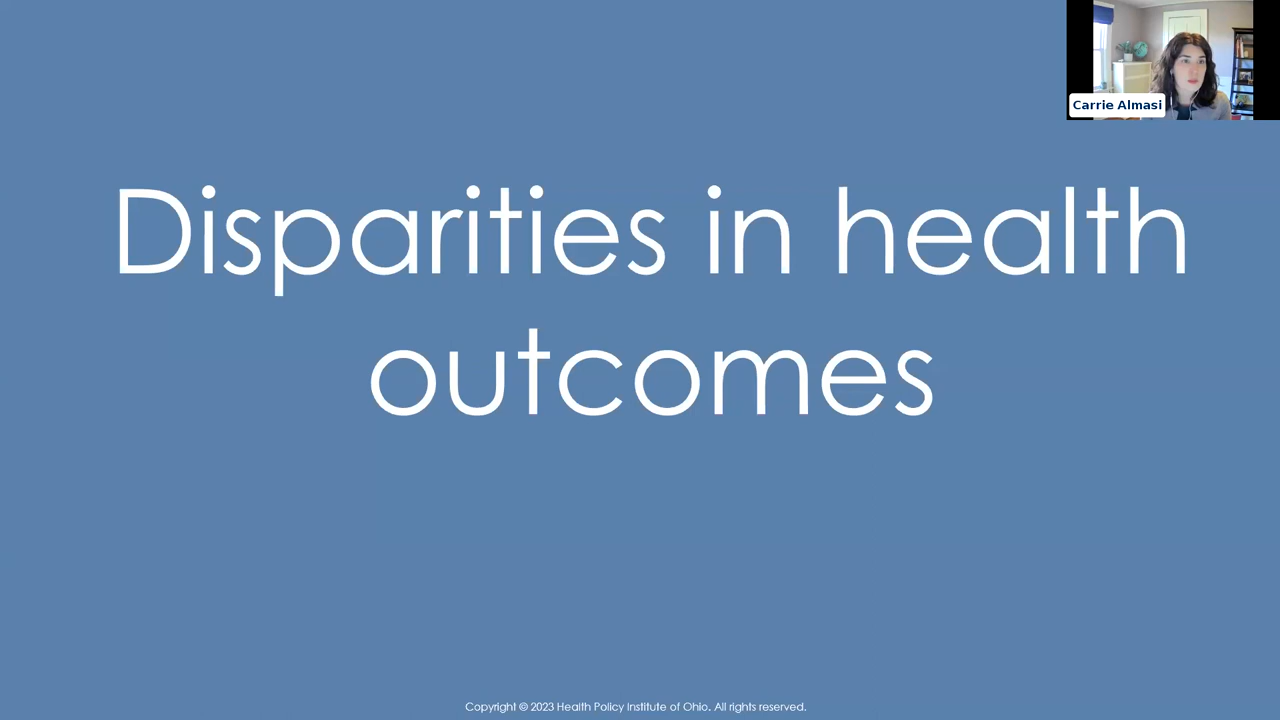 Carrie Almasi
Disparities in health
outcomes
Copyright © 2023 Health Policy Institute of Ohio. All rights reserved.